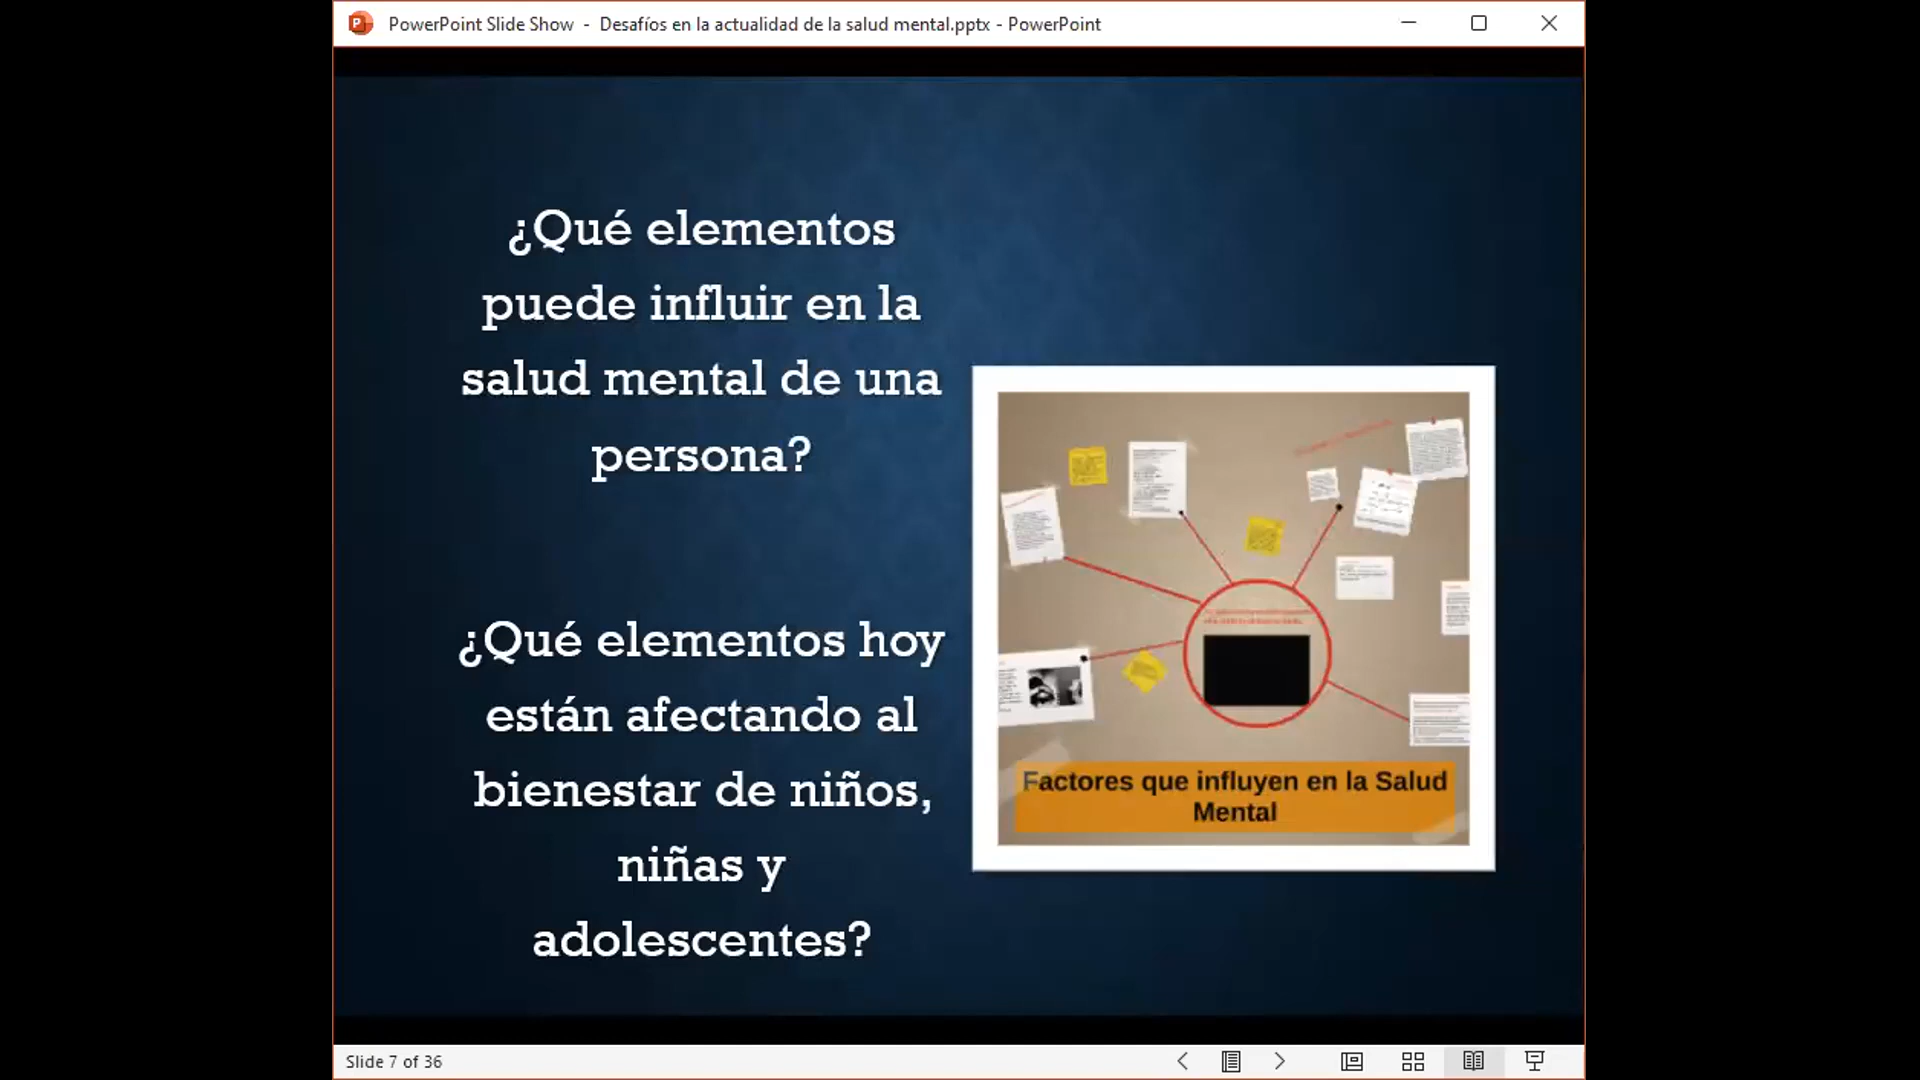 PowerPoint Slide Show - Desafíos en la actualidad de la salud mental.pptx - PowerPoint
¿Qué elementos
puede influir en la
salud mental de una
persona?
¿Qué elementos hoy
están afectando al
bienestar de niños,
niñas y
adolescentes?
Factores que influyen en la Salud
Mental
Slide 7 of 36